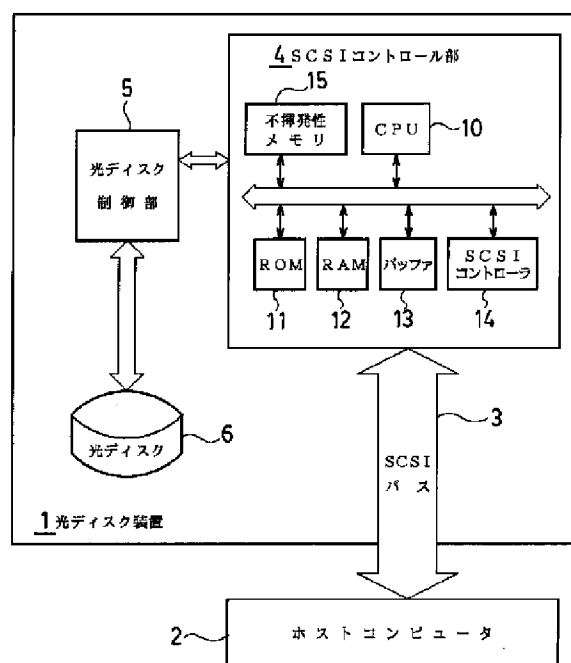 4 SCSIコントロール部
15
5
不揮発性
メモリ
CPU
10
光ディスク
制御部
ROM
RAM
バッファ
SCSI
コントローラ
11
12
13
14
3
SCSI
バス
光ディスク
6
1 光ディスク装置
2
ホストコンピュータ